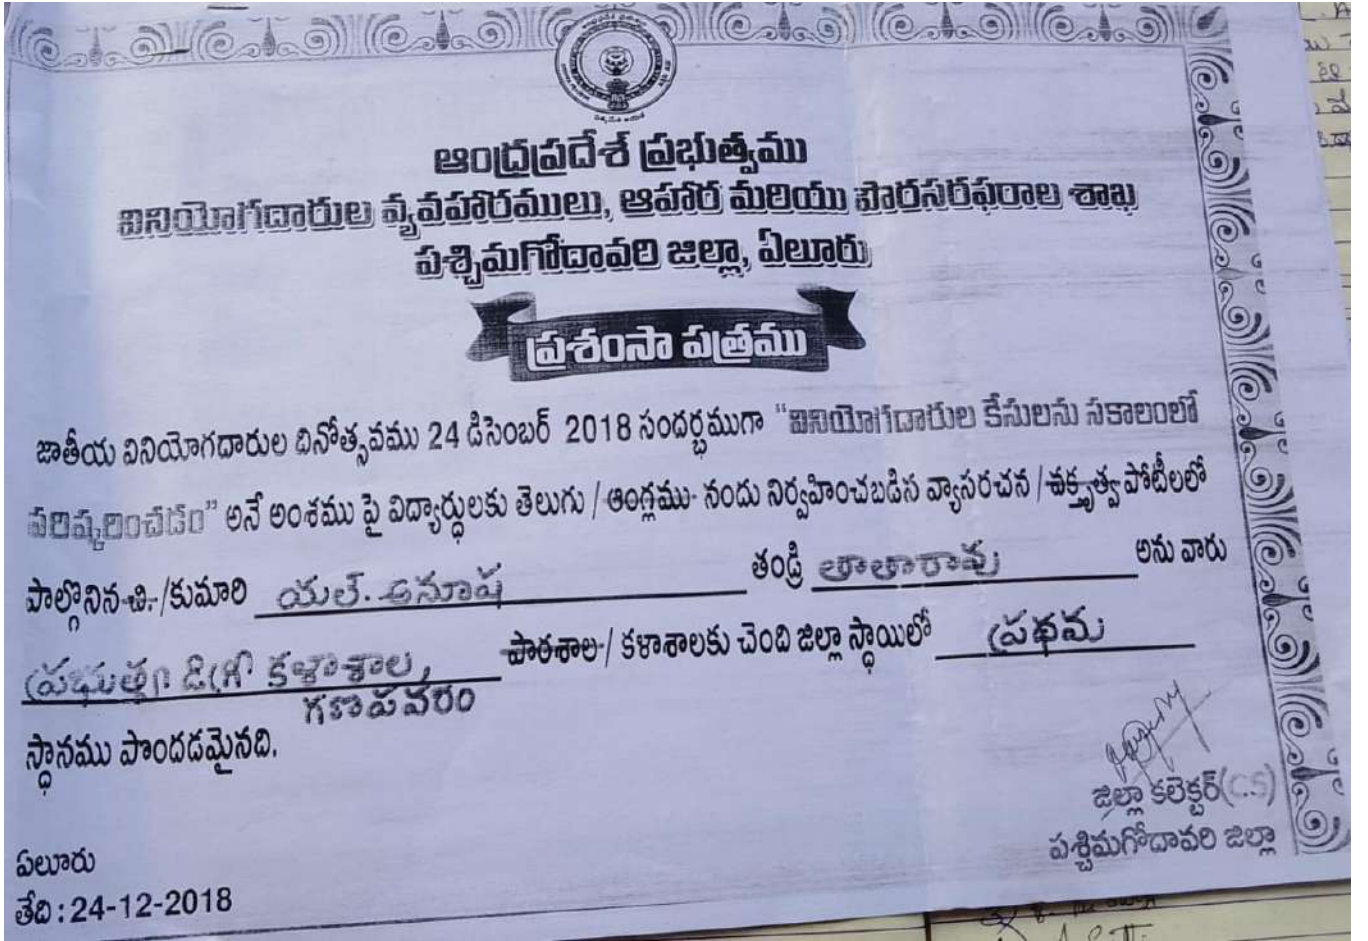 ఆంధ్రప్రదేశ్ ప్రభుత్వము
వినియోగదారుల వ్యవహారములు, ఆహార మరియు పౌరసరఫరాల శాఖ
పశ్చిమగోదావరి జిల్లా, ఏలూరు
ప్రశంసా పత్రము
జాతీయ వినియోగదారుల దినోత్సవము 24 డిసెంబర్ 2018 సందర్భముగా "వినియోగదారుల కేసులను సకాలంలో
పరిష్కరించడం" అనే అంశము పై విద్యార్థులకు తెలుగు / ఆంగ్లము నందు నిర్వహించబడిన వ్యాసరచన / వక్తృత్వ పోటీలలో
పాల్గొనిన చి. /కుమారి యల్. అనూష తండ్రి తాతారావు అను వారు
ప్రభుత్వ డిగ్రీ కళాశాల, పాఠశాల / కళాశాలకు చెంది జిల్లా స్థాయిలో ప్రథమ
గణపవరం
స్థానము పొందడమైనది.
జిల్లా కలెక్టర్(C.S)
పశ్చిమగోదావరి జిల్లా
ఏలూరు
తేది : 24-12-2018